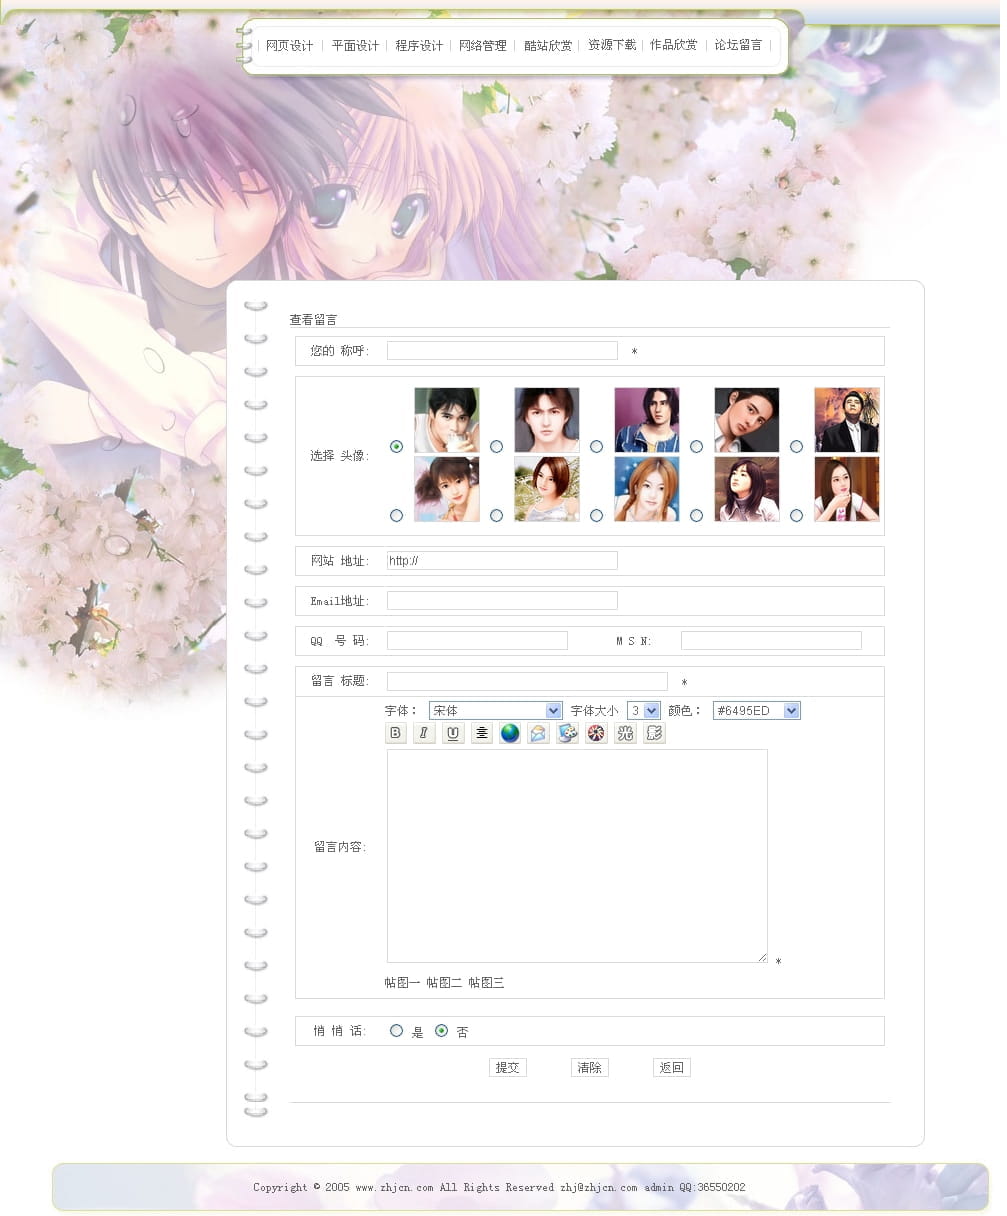 网页设计 | 平面设计 | 程序设计 | 网络管理 | 酷站欣赏 | 资源下载 | 作品欣赏 | 论坛留言
查看留言
您的 称呼: *
选择 头像:
网站 地址: http://
Email地址:
QQ 号 码: M S N:
留言 标题: *
字体： 宋体 字体大小 3 颜色： #6495ED
B I U 光 影
留言内容: *
帖图一 帖图二 帖图三
悄 悄 话: 是 否
提交 清除 返回
Copyright © 2005 www.zhjcn.com All Rights Reserved zhj@zhjcn.com admin QQ:36550202